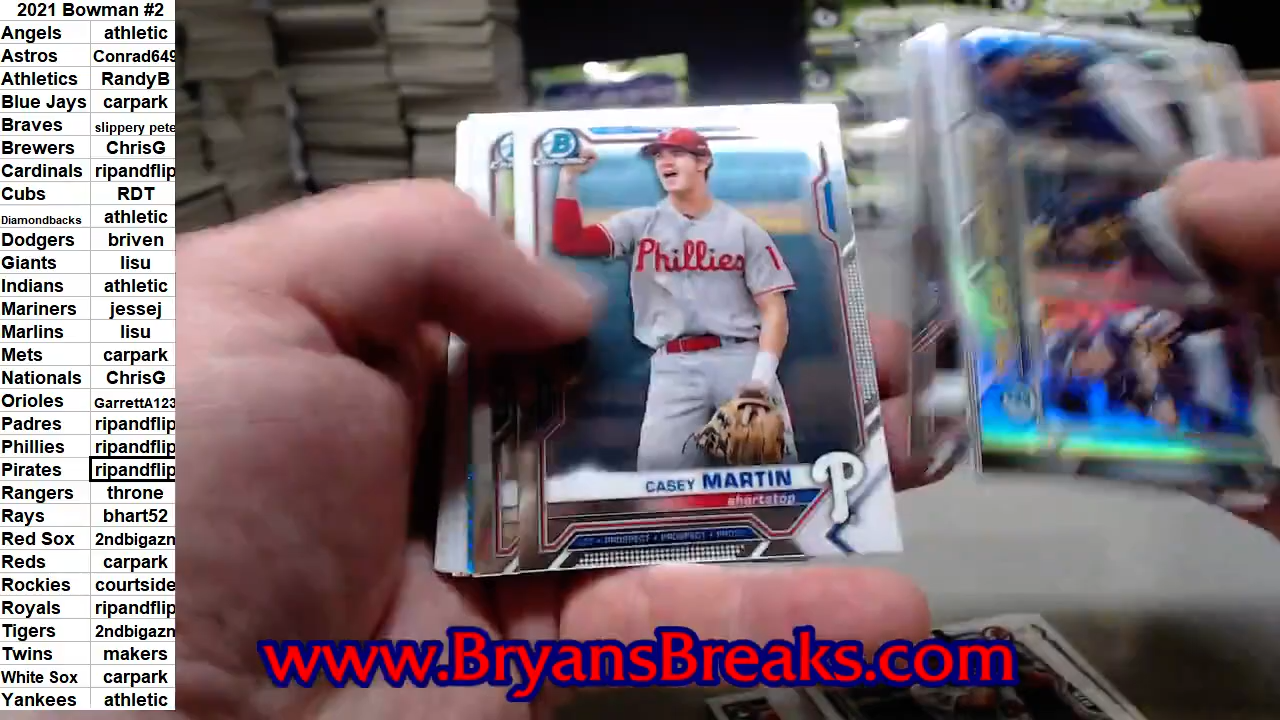 2021 Bowman #2
Angels athletic
Astros Conrad649
Athletics RandyB
Blue Jays carpark
Braves slippery pete
Brewers ChrisG
Cardinals ripandflip
Cubs RDT
Diamondbacks athletic
Dodgers briven
Giants lisu
Indians athletic
Mariners jessej
Marlins lisu
Mets carpark
Nationals ChrisG
Orioles GarrettA123
Padres ripandflip
Phillies ripandflip
Pirates ripandflip
Rangers throne
Rays bhart52
Red Sox 2ndbigazn
Reds carpark
Rockies courtside
Royals ripandflip
Tigers 2ndbigazn
Twins makers
White Sox carpark
Yankees athletic
B
Phillies 1
CASEY MARTIN
shortstop
P
PROSPECT • PROSPECT
www.BryansBreaks.com